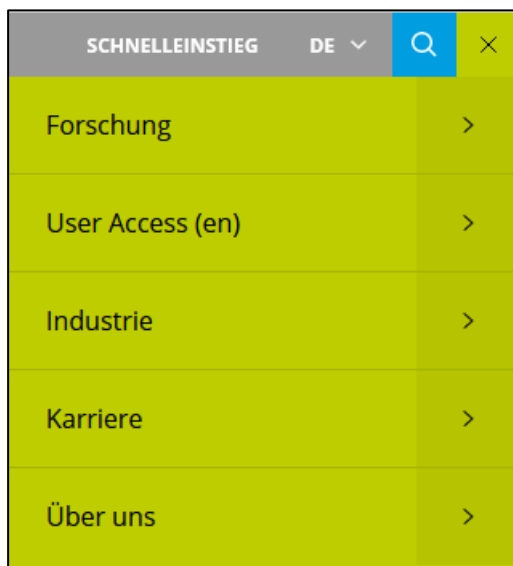 SCHNELLEINSTIEG DE
Forschung
User Access (en)
Industrie
Karriere
Über uns